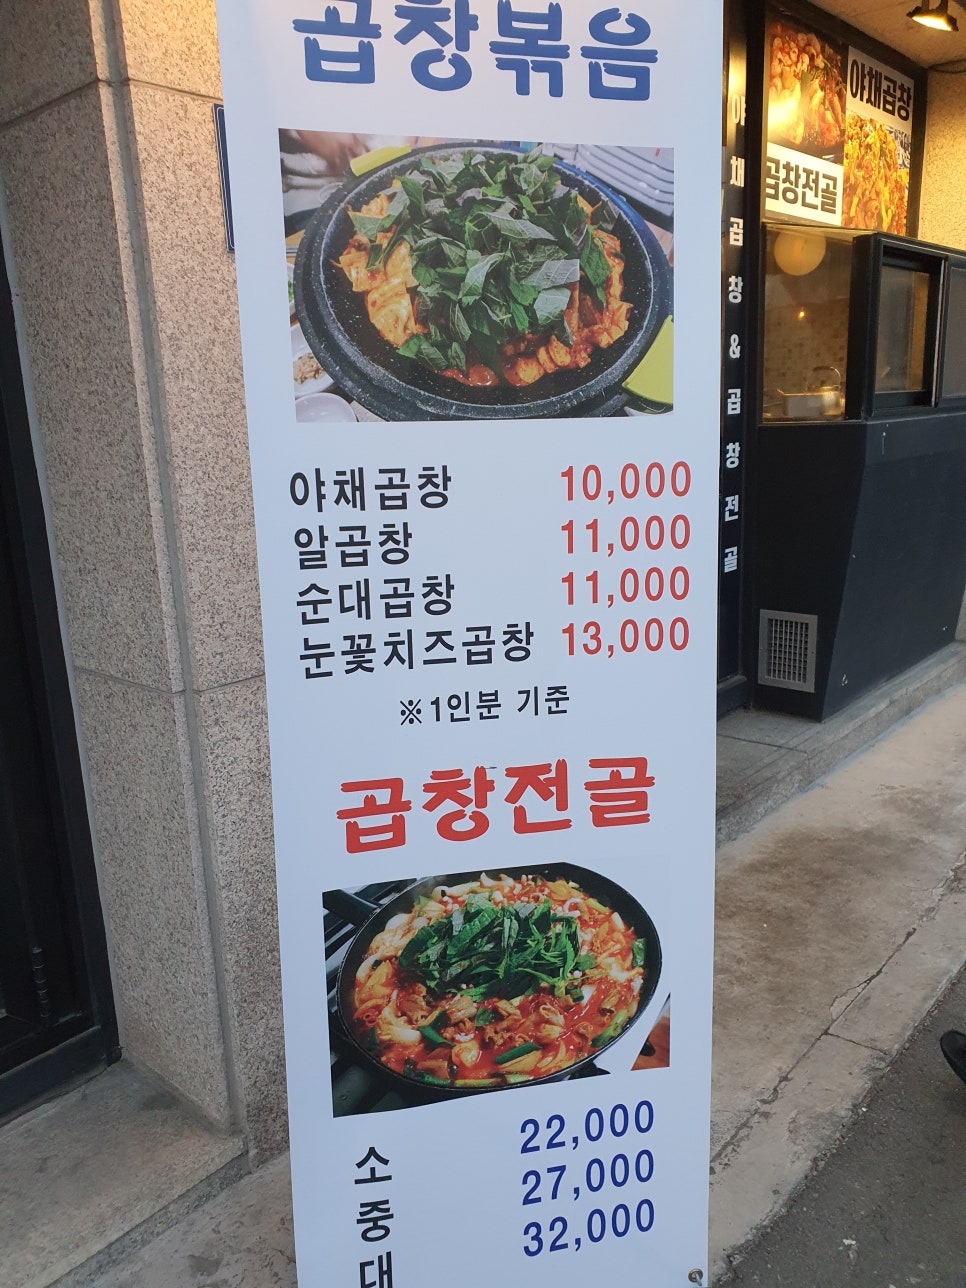 곱창볶음
야채곱창 10,000
알곱창 11,000
순대곱창 11,000
눈꽃치즈곱창 13,000
※1인분 기준
곱창전골
소 22,000
중 27,000
대 32,000
야채곱창&곱창전골
야채곱창
곱창전골